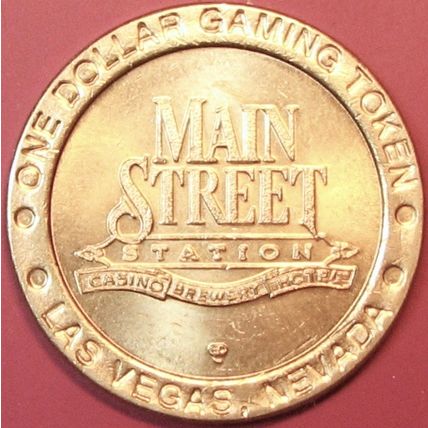 ONE DOLLAR GAMING TOKEN
MAIN
STREET
STATION
CASINO BREWERY HOTEL
LAS VEGAS, NEVADA